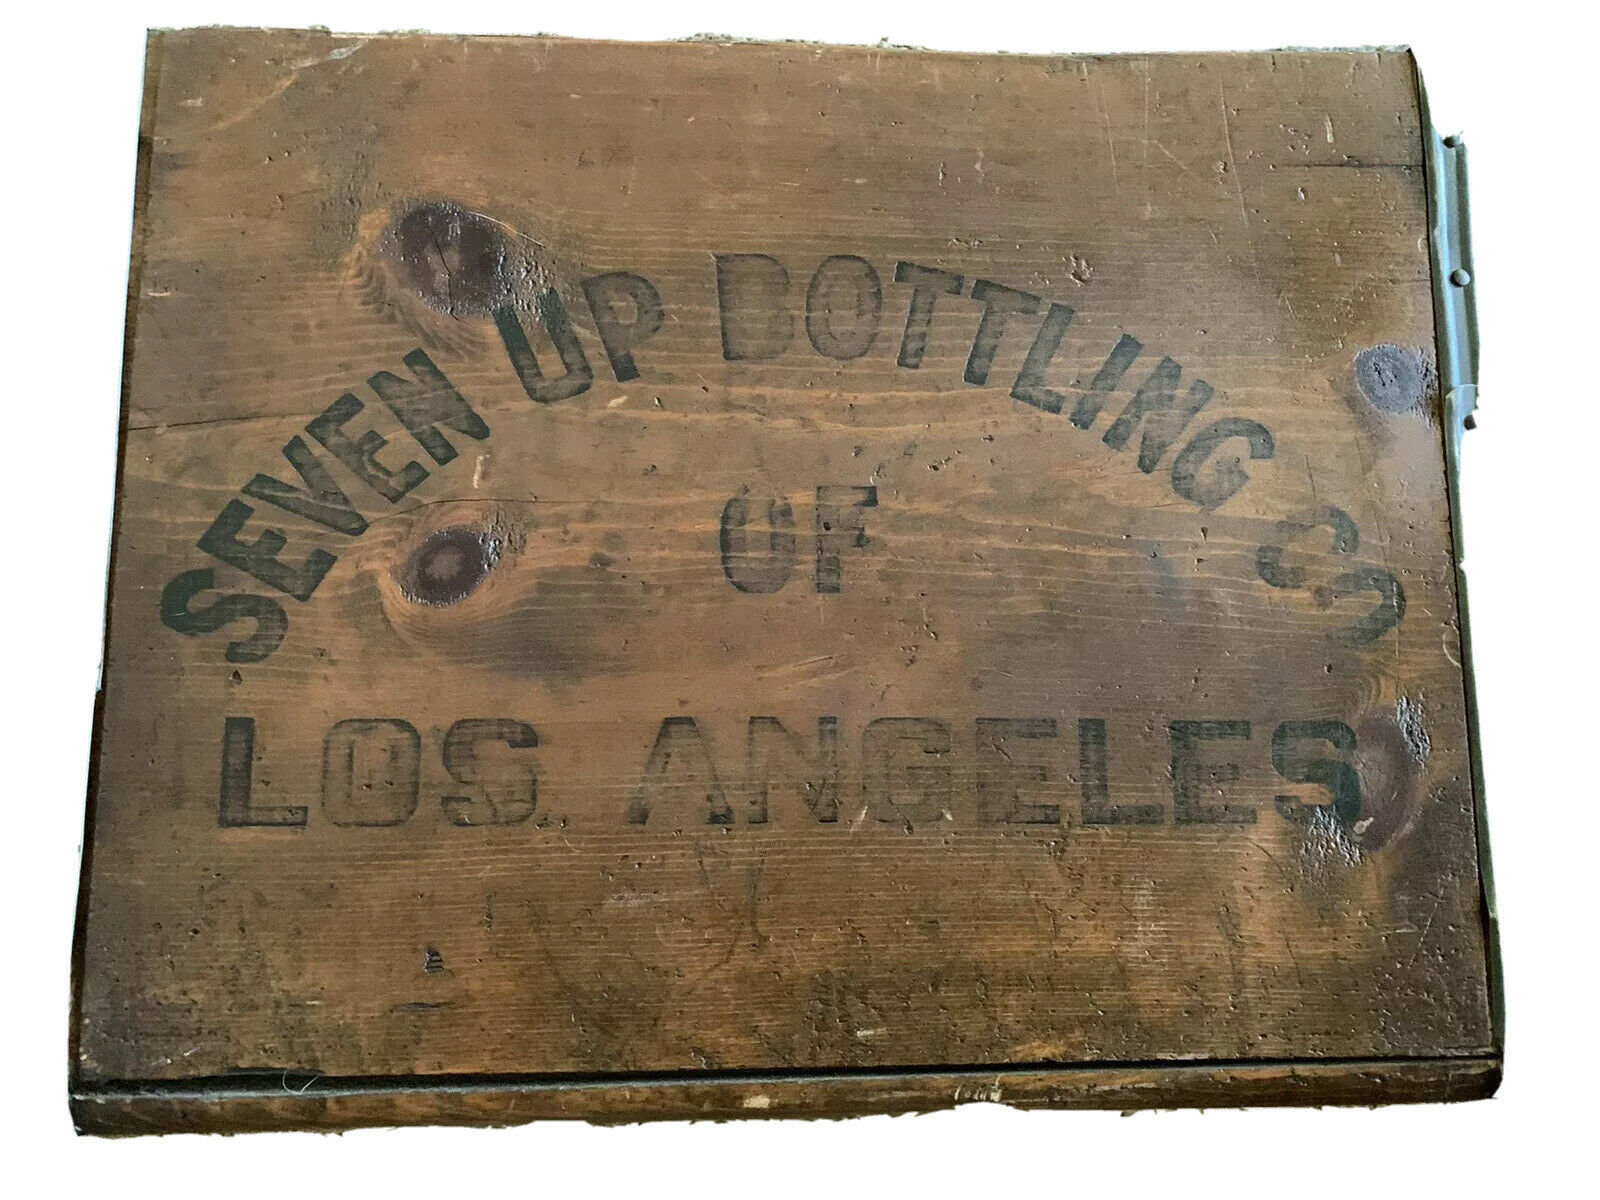 SEVEN UP BOTTLING CO
OF
LOS ANGELES